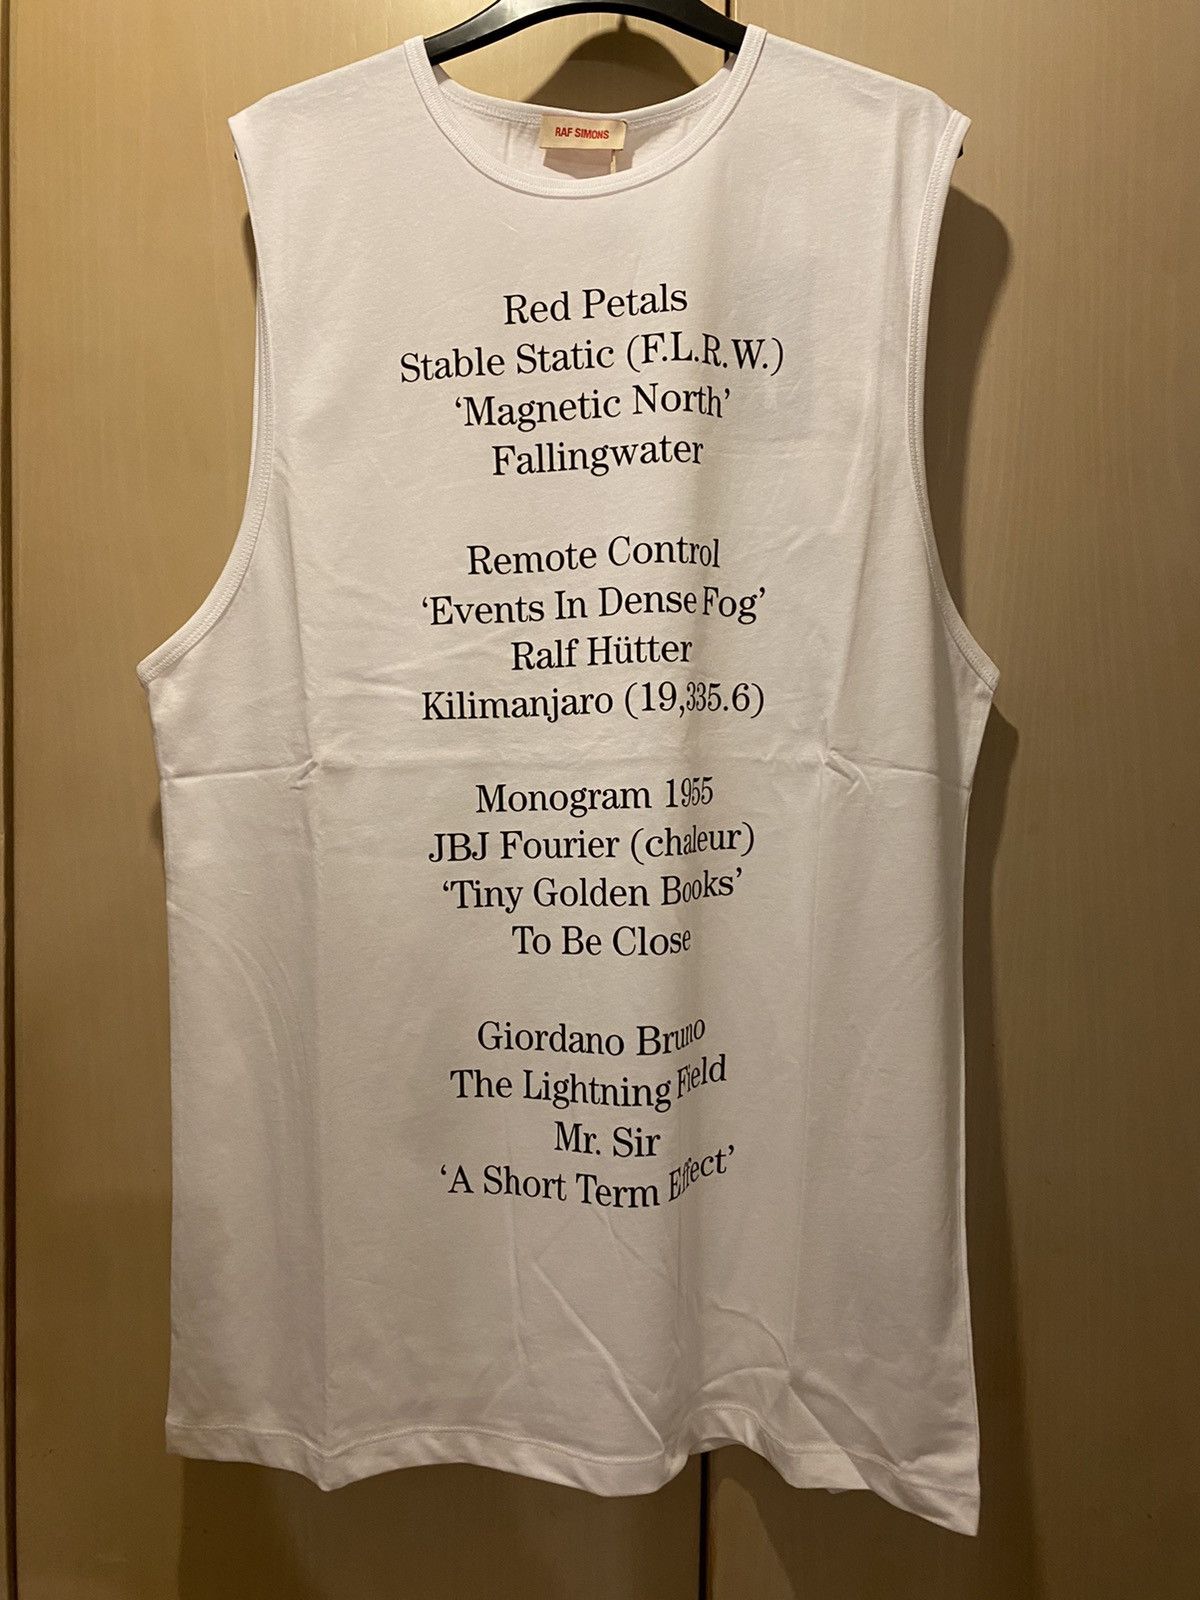 RAF SIMONS
Red Petals
Stable Static (F.L.R.W.)
‘Magnetic North’
Fallingwater
Remote Control
‘Events In Dense Fog’
Ralf Hütter
Kilimanjaro (19,335.6)
Monogram 1955
JBJ Fourier (chaleur)
‘Tiny Golden Books’
To Be Close
Giordano Bruno
The Lightning Field
Mr. Sir
‘A Short Term Effect’